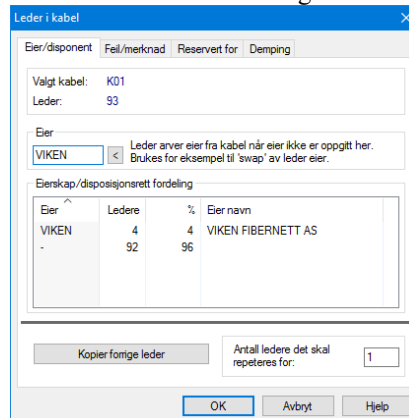 Leder i kabel
Eier/disponent Feil/merknad Reservert for Demping
Valgt kabel: K01
Leder: 93
Eier
VIKEN < Leder arver eier fra kabel når eier ikke er oppgitt her.
Brukes for eksempel til 'swap' av leder eier.
Eierskap/disposisjonsrett fordeling
Eier Ledere % Eier navn
VIKEN 4 4 VIKEN FIBERNETT AS
- 92 96
Kopier forrige leder
Antall ledere det skal
repeteres for: 1
OK Avbryt Hjelp